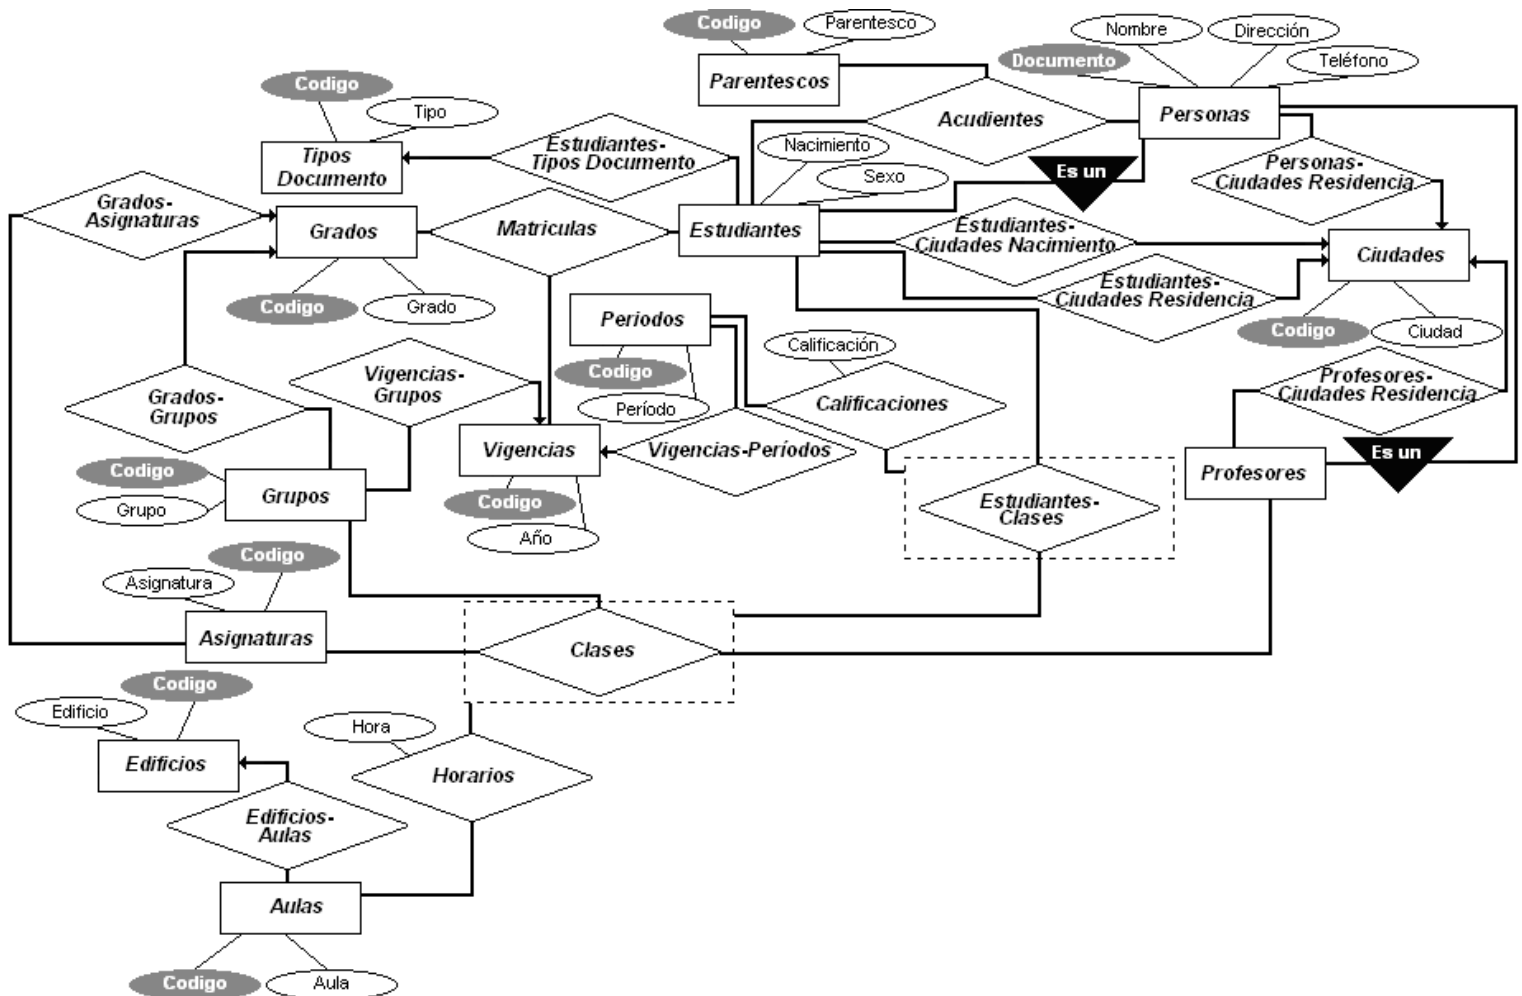 Codigo
Parentesco
Parentescos
Nombre
Dirección
Documento
Teléfono
Personas
Codigo
Tipo
Tipos
Documento
Estudiantes-
Tipos Documento
Acudientes
Nacimiento
Sexo
Es un
Personas-
Ciudades Residencia
Grados-
Asignaturas
Grados
Matriculas
Estudiantes
Estudiantes-
Ciudades Nacimiento
Ciudades
Codigo
Grado
Estudiantes-
Ciudades Residencia
Codigo
Ciudad
Periodos
Codigo
Período
Calificación
Calificaciones
Vigencias-
Grupos
Grados-
Grupos
Profesores-
Ciudades Residencia
Vigencias
Vigencias-Períodos
Es un
Profesores
Codigo
Grupo
Grupos
Codigo
Año
Estudiantes-
Clases
Codigo
Asignatura
Asignaturas
Clases
Codigo
Edificio
Edificios
Hora
Horarios
Edificios-
Aulas
Aulas
Codigo
Aula